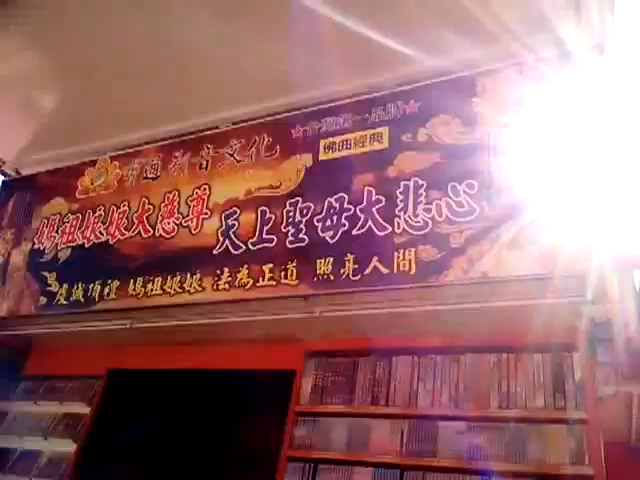 ☆台灣第一品牌☆
新音文化
佛曲經典
媽祖娘娘大慈尊 天上聖母大悲心
虔誠頂禮 媽祖娘娘 法為正道 照亮人間